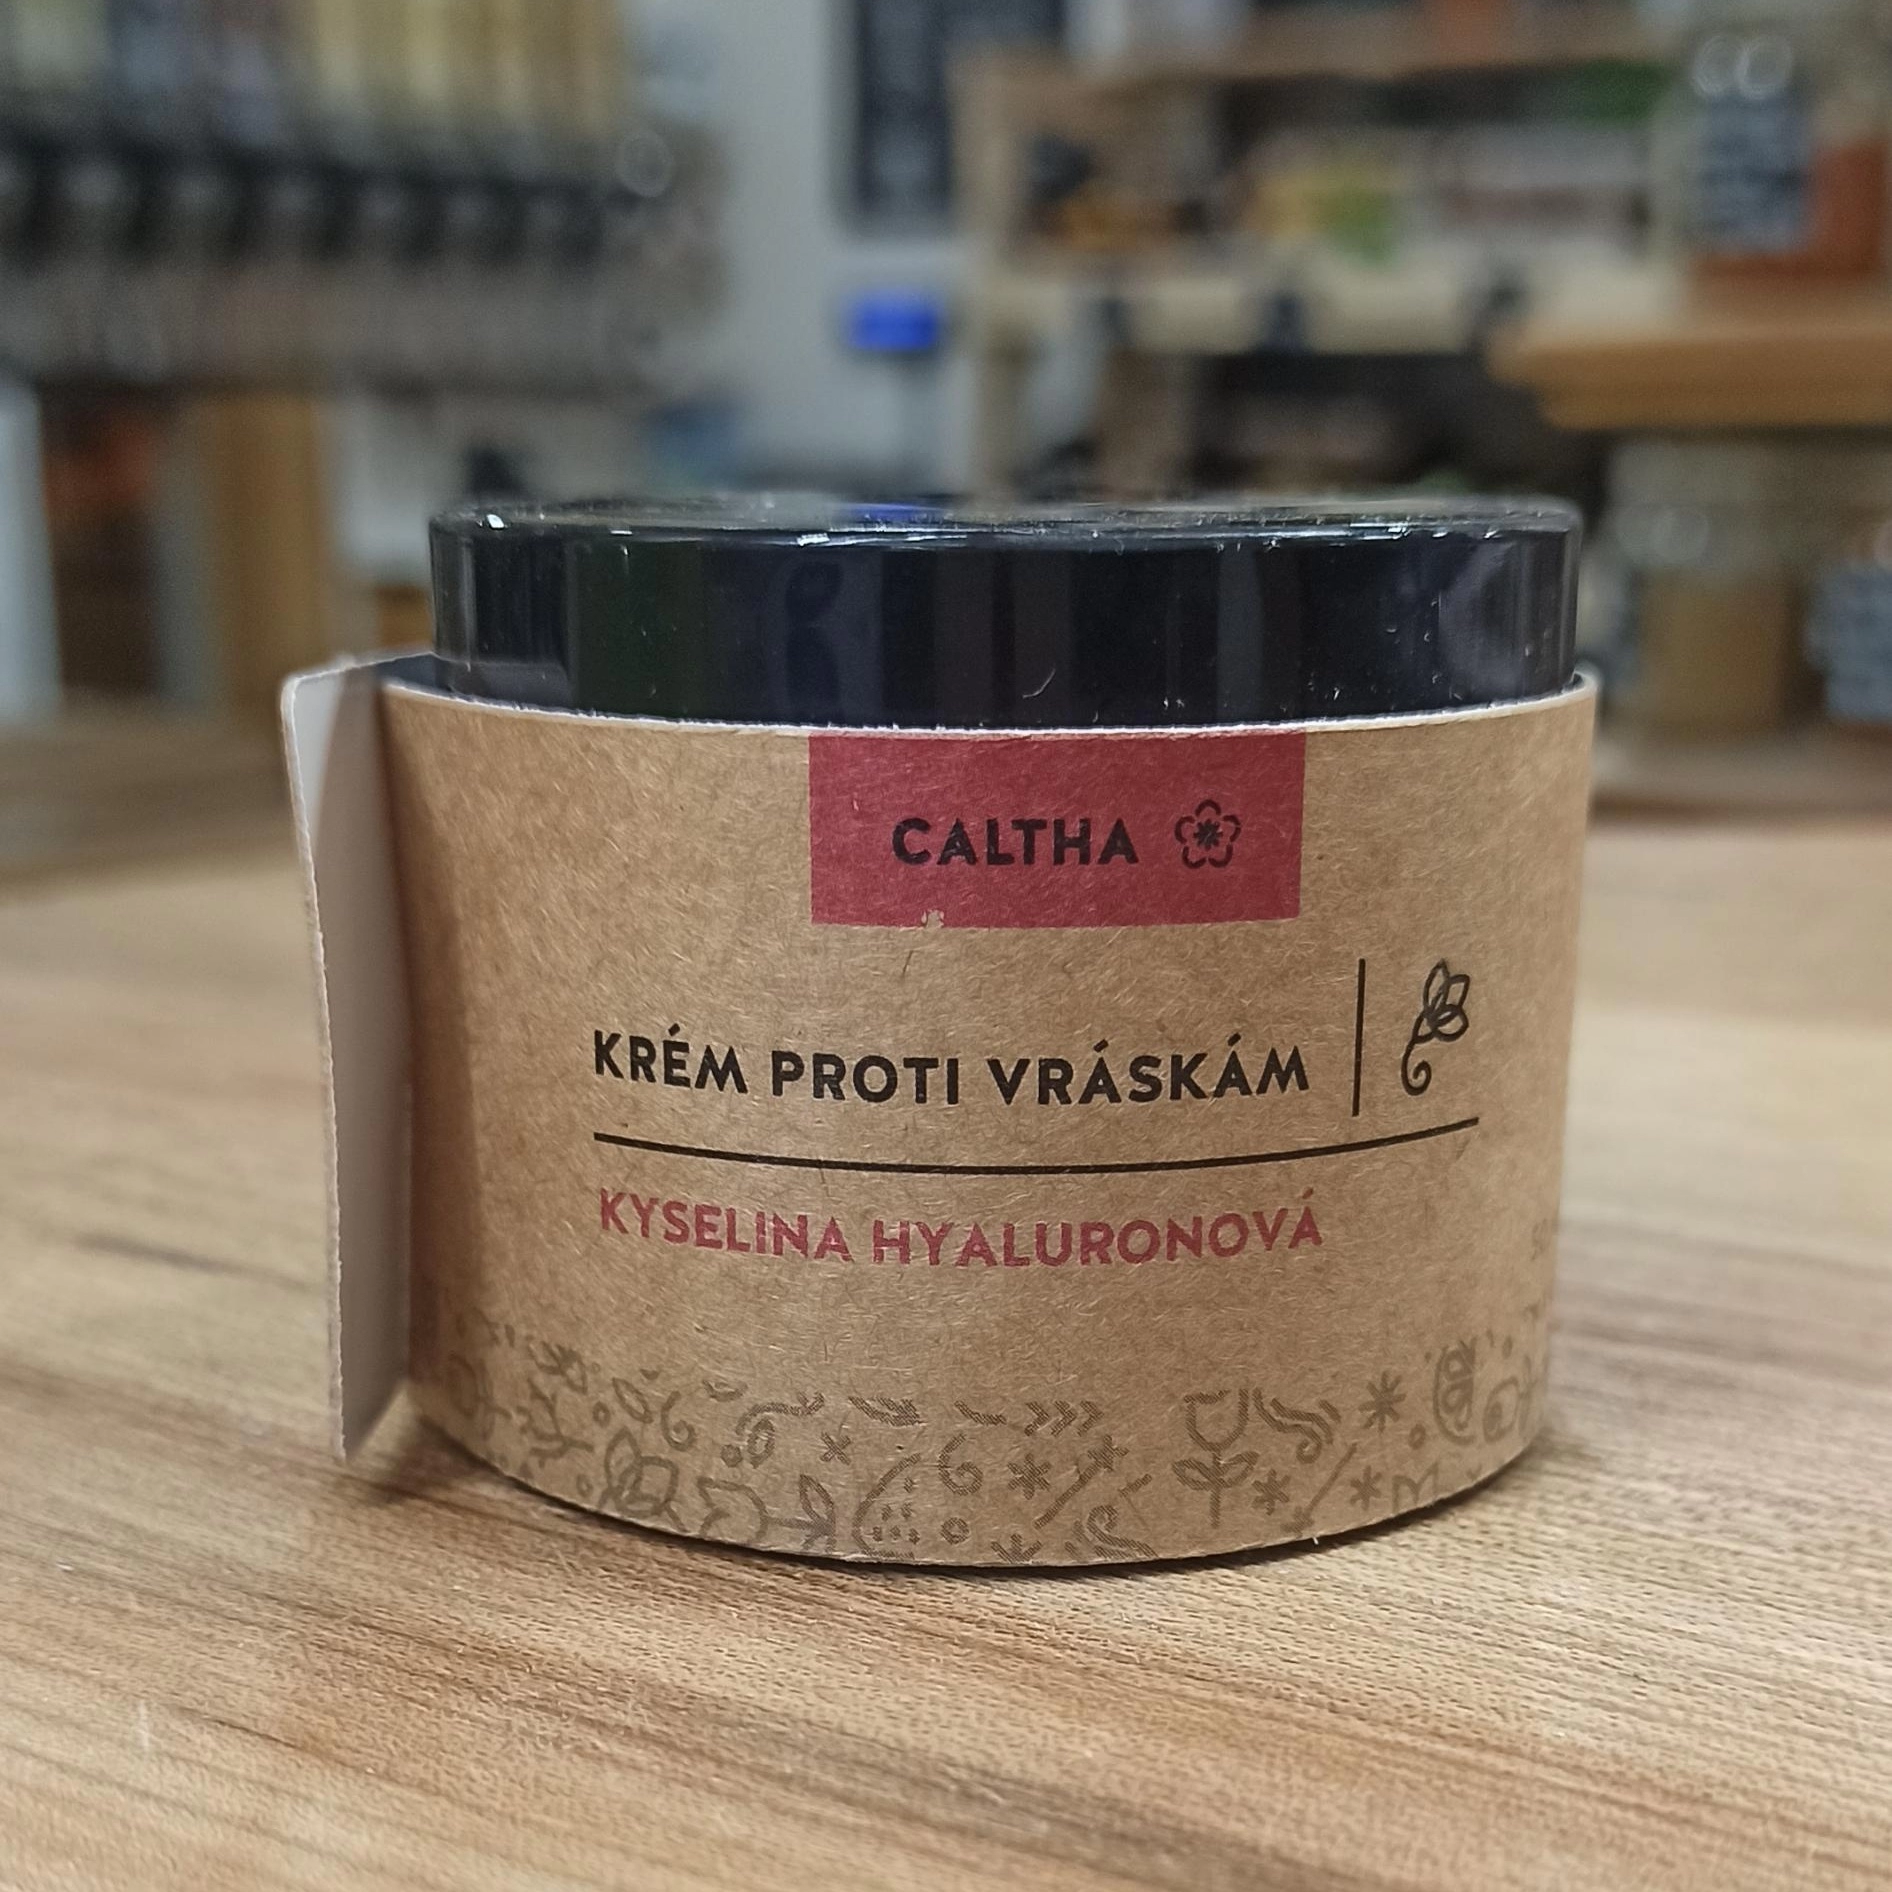 CALTHA
KRÉM PROTI VRÁSKÁM
KYSELINA HYALURONOVÁ